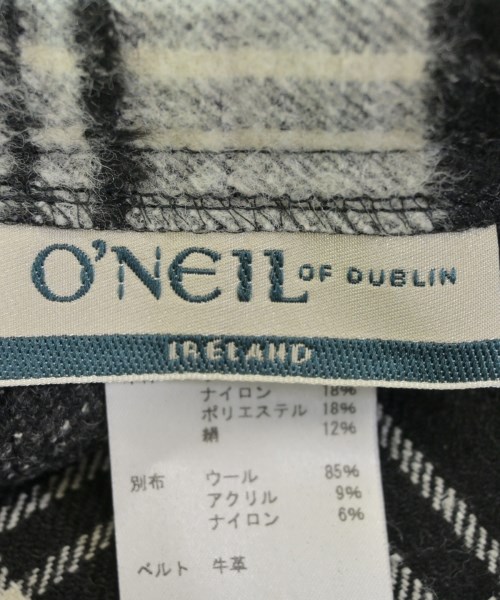 O'NEIL OF DUBLIN
IRELAND
ナイロン 18%
ポリエステル 18%
絹 12%
別布 ウール 85%
アクリル 9%
ナイロン 6%
ベルト 牛革